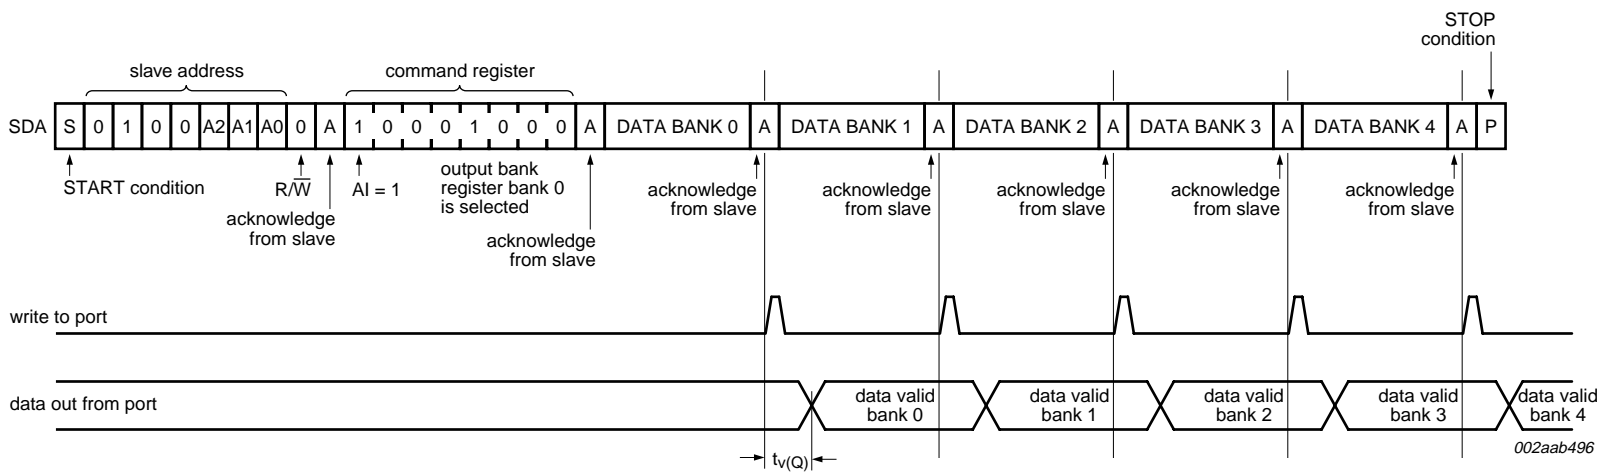 STOP
condition
slave address
command register
SDA S 0 1 0 0 A2 A1 A0 0 A 1 0 0 0 1 0 0 0 A DATA BANK 0 A DATA BANK 1 A DATA BANK 2 A DATA BANK 3 A DATA BANK 4 A P
START condition
R/W̅
acknowledge
from slave
AI = 1
output bank
register bank 0
is selected
acknowledge
from slave
acknowledge
from slave
acknowledge
from slave
acknowledge
from slave
acknowledge
from slave
acknowledge
from slave
write to port
data out from port
data valid
bank 0
data valid
bank 1
data valid
bank 2
data valid
bank 3
data valid
bank 4
tv(Q)
002aab496